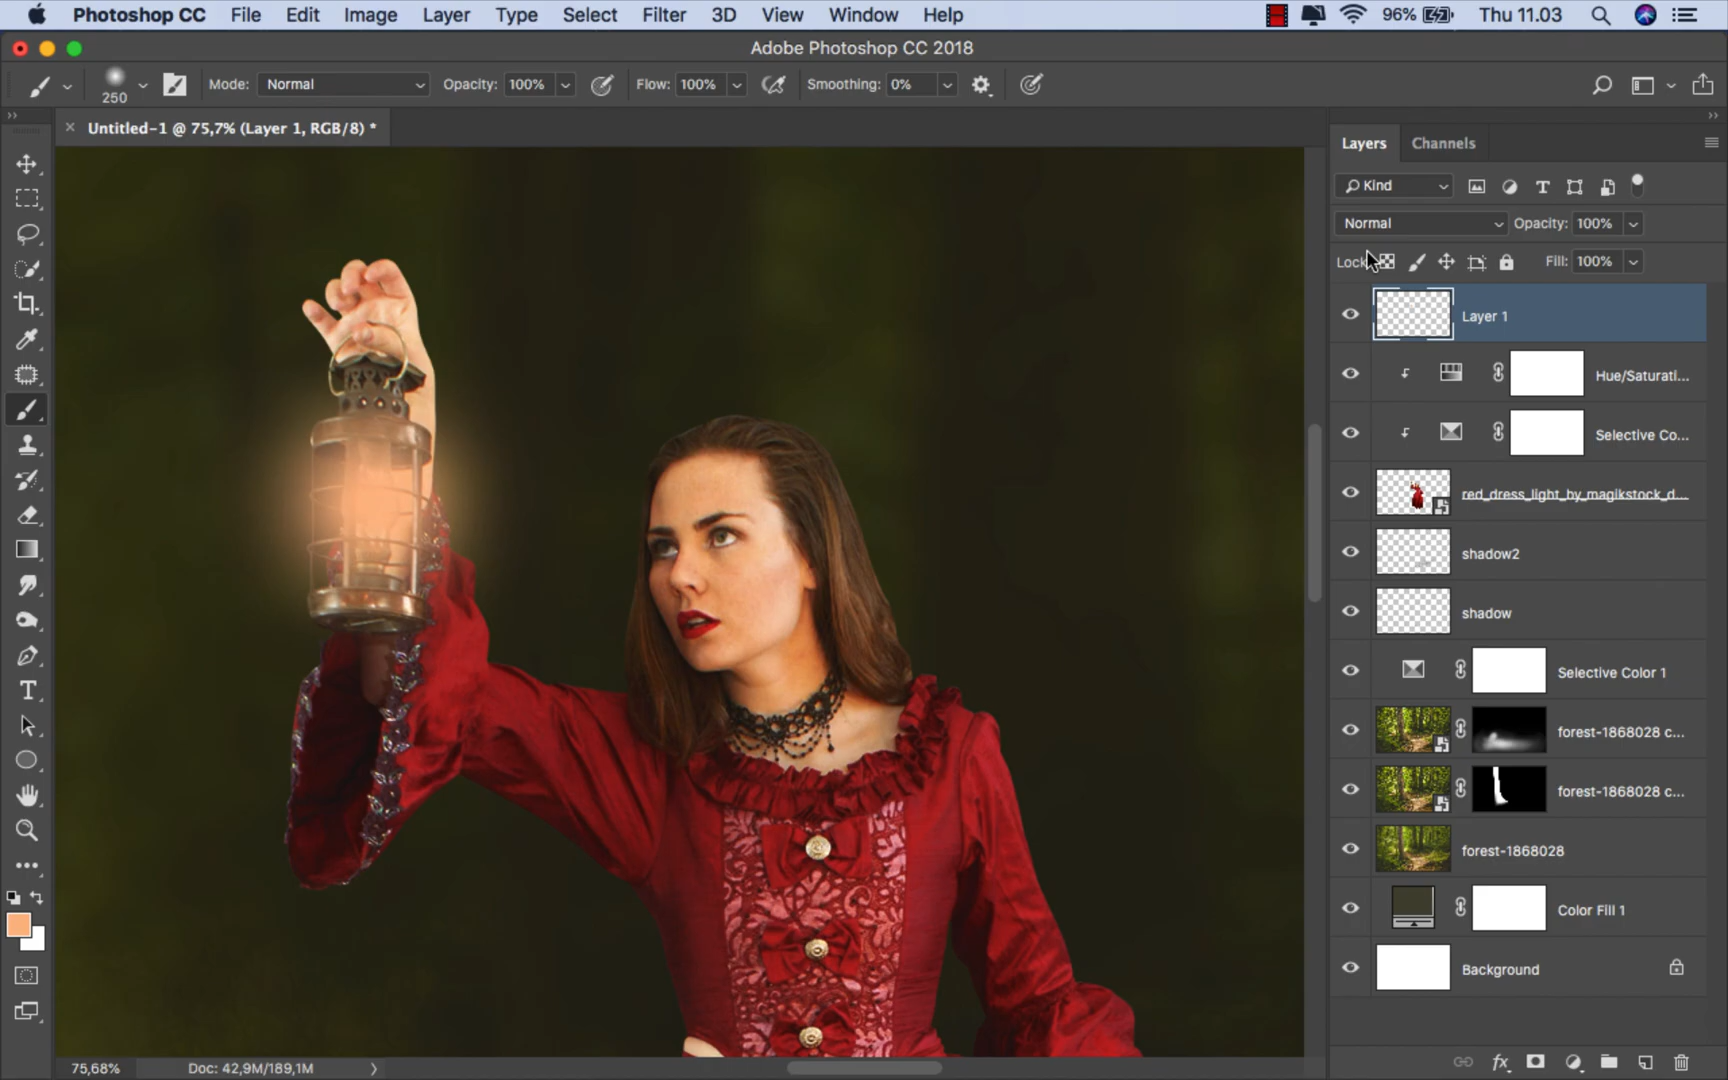 Photoshop CC File Edit Image Layer Type Select Filter 3D View Window Help 96% Thu 11.03
Adobe Photoshop CC 2018
250 Mode: Normal Opacity: 100% Flow: 100% Smoothing: 0%
Untitled-1 @ 75,7% (Layer 1, RGB/8) *
Layers Channels
Kind
Normal Opacity: 100%
Lock Fill: 100%
Layer 1
Hue/Saturati...
Selective Co...
red_dress_light_by_magikstock_d...
shadow2
shadow
Selective Color 1
forest-1868028 c...
forest-1868028 c...
forest-1868028
Color Fill 1
Background
75,68% Doc: 42,9M/189,1M